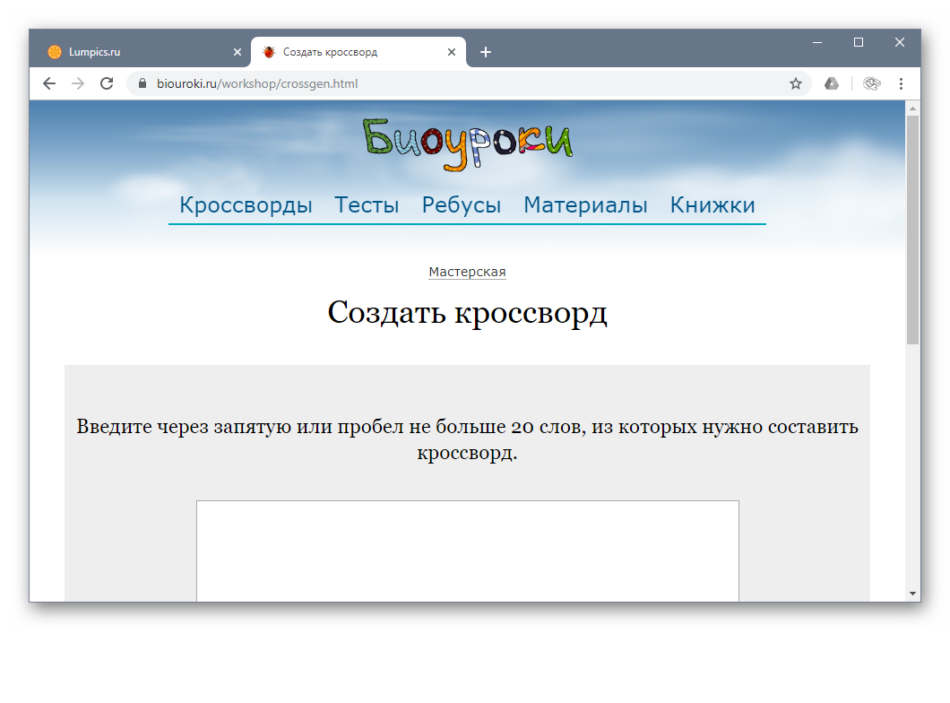 Lumpics.ru
Создать кроссворд
biouroki.ru/workshop/crossgen.html
Биоуроки
Кроссворды Тесты Ребусы Материалы Книжки
Мастерская
Создать кроссворд
Введите через запятую или пробел не больше 20 слов, из которых нужно составить
кроссворд.